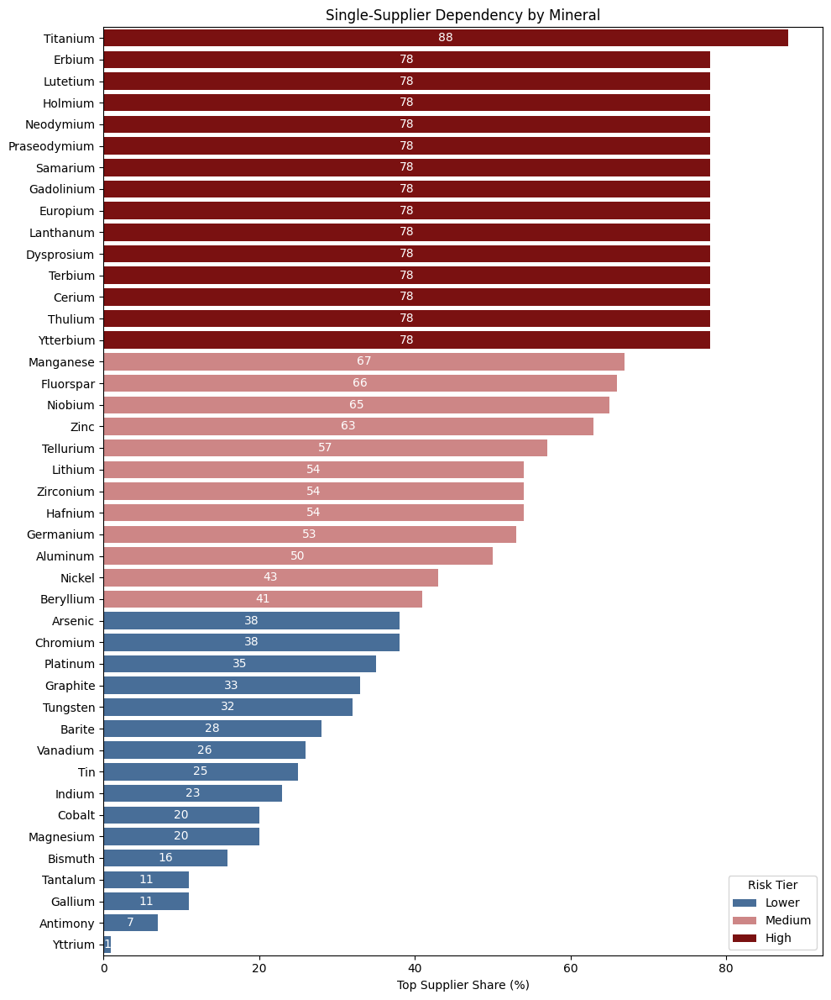 Single-Supplier Dependency by Mineral
Titanium 88
Erbium 78
Lutetium 78
Holmium 78
Neodymium 78
Praseodymium 78
Samarium 78
Gadolinium 78
Europium 78
Lanthanum 78
Dysprosium 78
Terbium 78
Cerium 78
Thulium 78
Ytterbium 78
Manganese 67
Fluorspar 66
Niobium 65
Zinc 63
Tellurium 57
Lithium 54
Zirconium 54
Hafnium 54
Germanium 53
Aluminum 50
Nickel 43
Beryllium 41
Arsenic 38
Chromium 38
Platinum 35
Graphite 33
Tungsten 32
Barite 28
Vanadium 26
Tin 25
Indium 23
Cobalt 20
Magnesium 20
Bismuth 16
Tantalum 11
Gallium 11
Antimony 7
Yttrium 1
Risk Tier
Lower
Medium
High
0 20 40 60 80
Top Supplier Share (%)